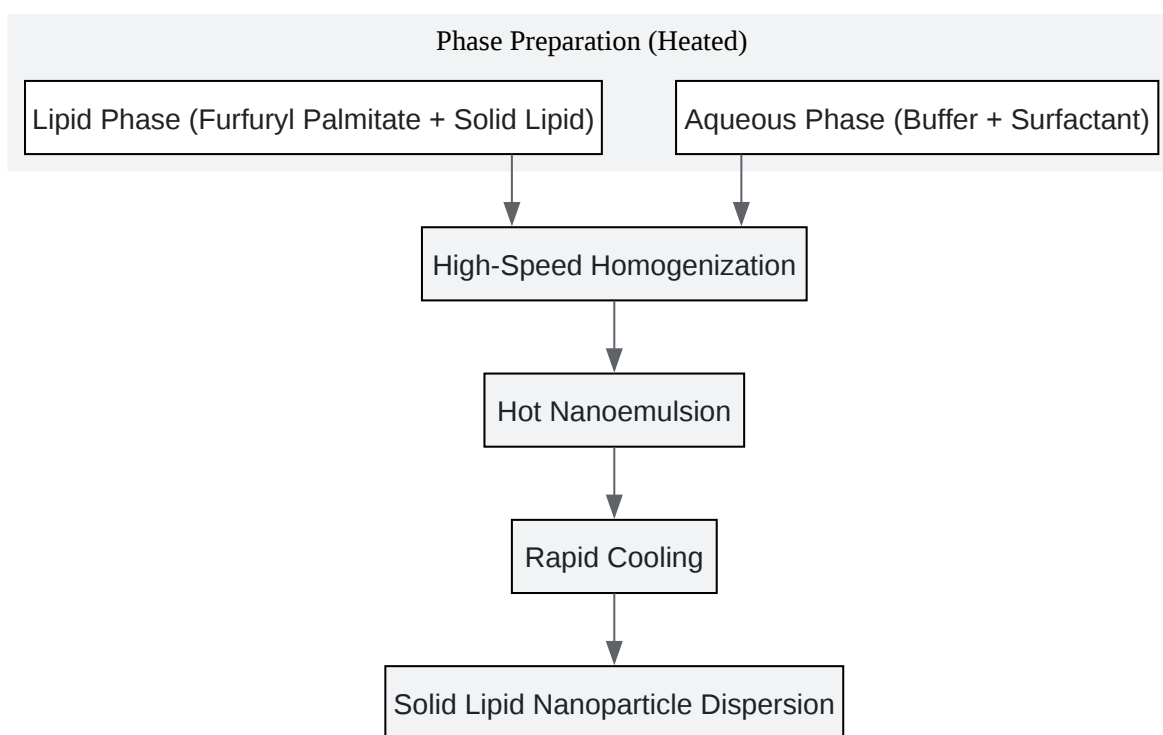 Phase Preparation (Heated)
Lipid Phase (Furfuryl Palmitate + Solid Lipid)
Aqueous Phase (Buffer + Surfactant)
High-Speed Homogenization
Hot Nanoemulsion
Rapid Cooling
Solid Lipid Nanoparticle Dispersion